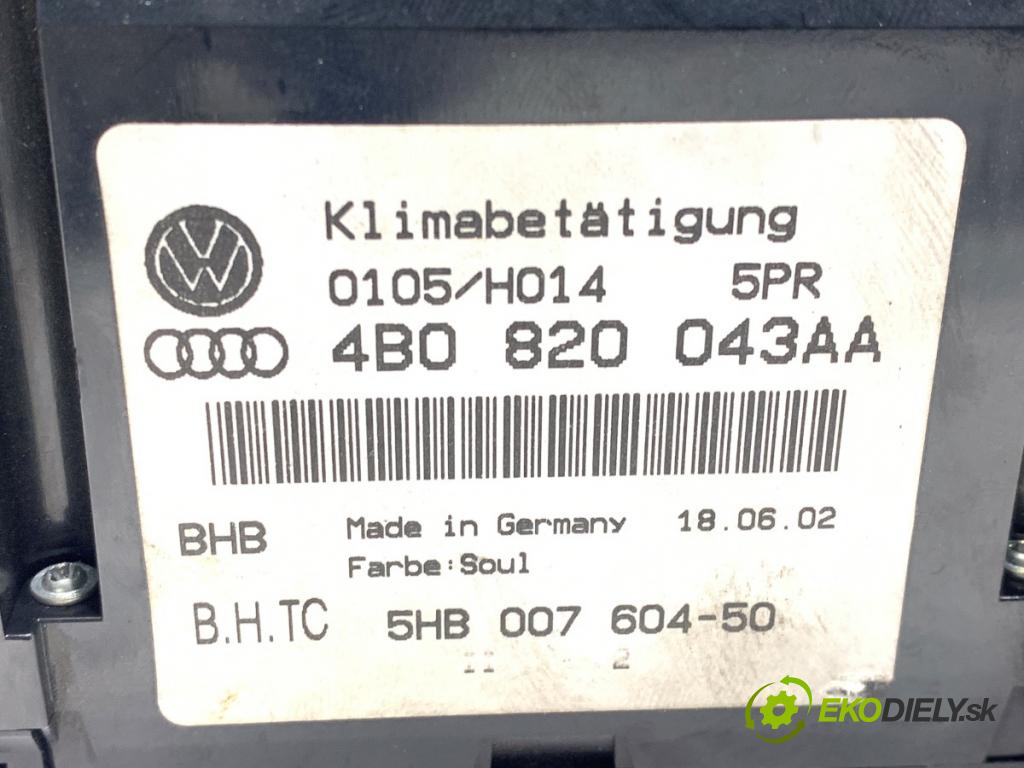 Klimabetätigung
0105/H014 5PR
4B0 820 043AA
BHB Made in Germany 18.06.02
Farbe:Soul
B.H.TC 5HB 007 604-50
II 2
EKODIELY.sk